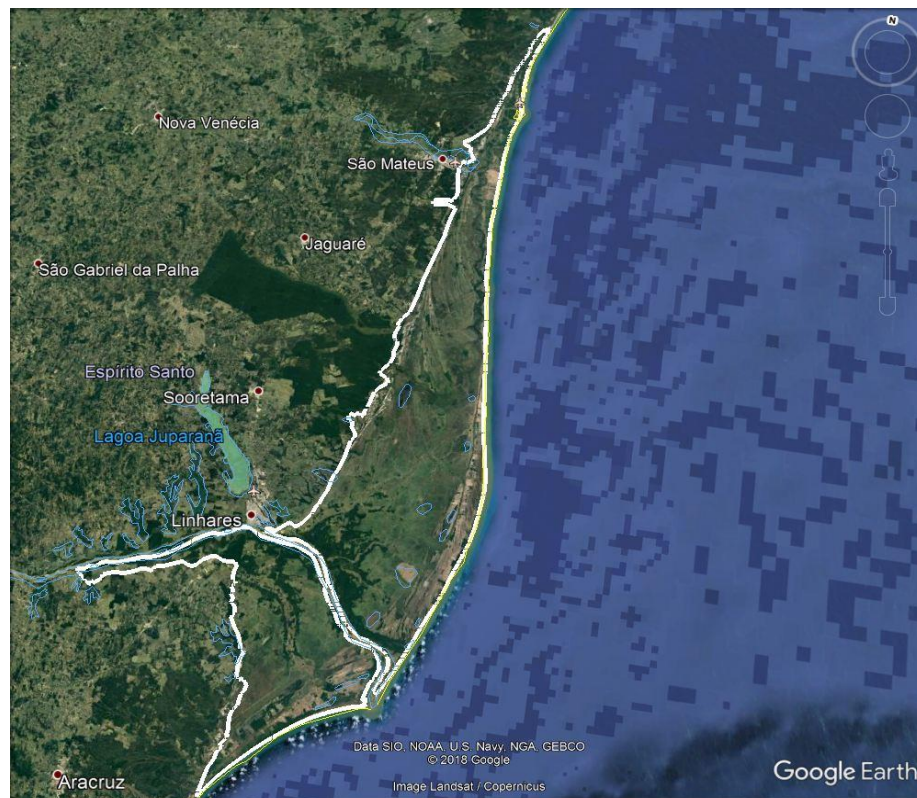 N
Nova Venécia
São Mateus
Jaguaré
São Gabriel da Palha
Espírito Santo
Sooretama
Lagoa Juparanã
Linhares
Aracruz
Data SIO, NOAA, U.S. Navy, NGA, GEBCO
© 2018 Google
Image Landsat / Copernicus
Google Earth